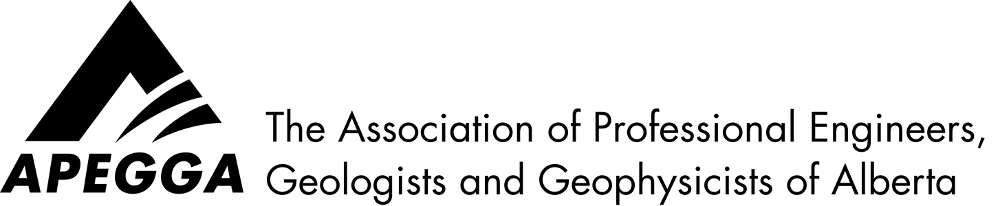 APEGGA
The Association of Professional Engineers,
Geologists and Geophysicists of Alberta